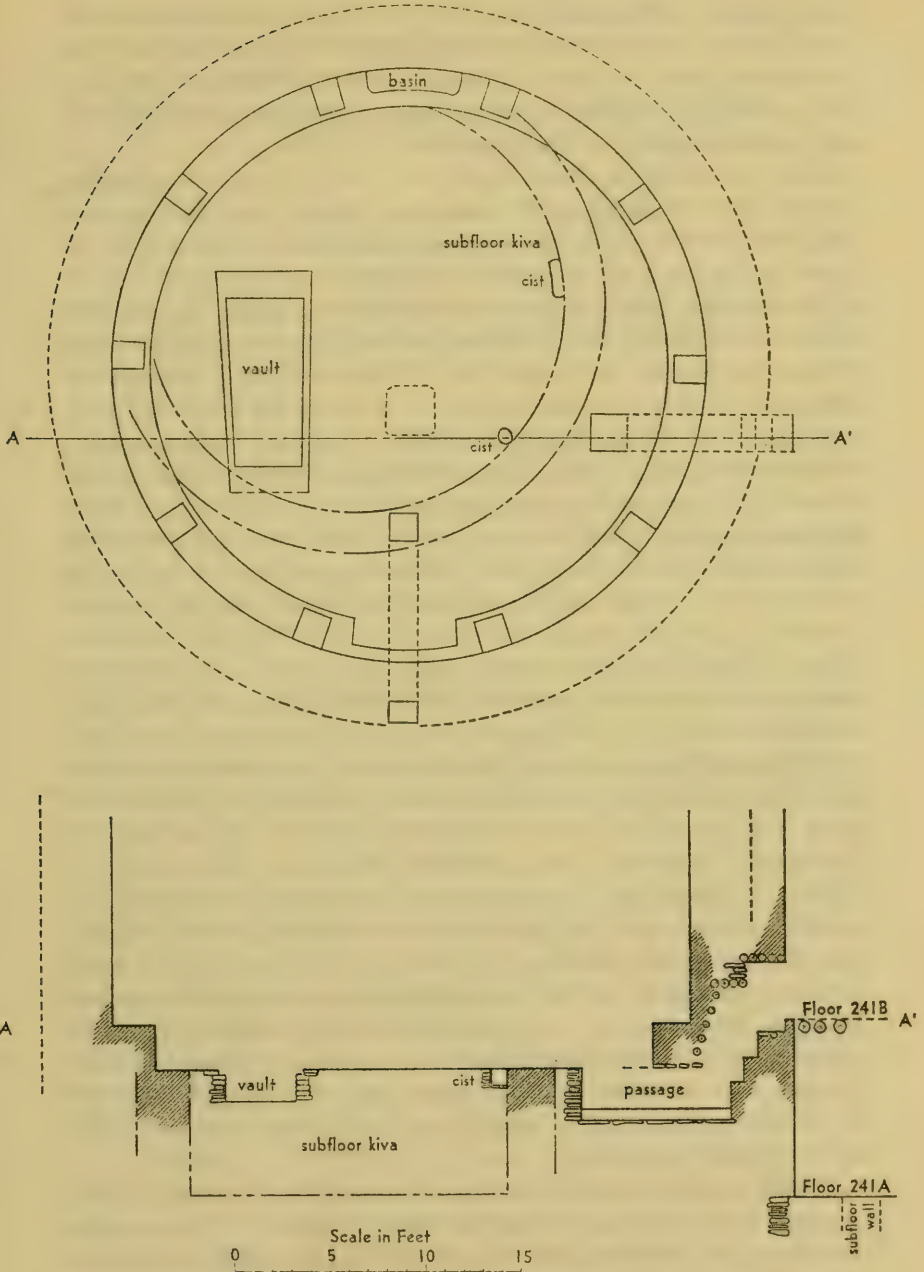 basin
subfloor kiva
cist
vault
A
A'
cist
A
Floor 241B
A'
vault
cist
passage
subfloor kiva
Floor 241A
subfloor
wall
Scale in Feet
0 5 10 15